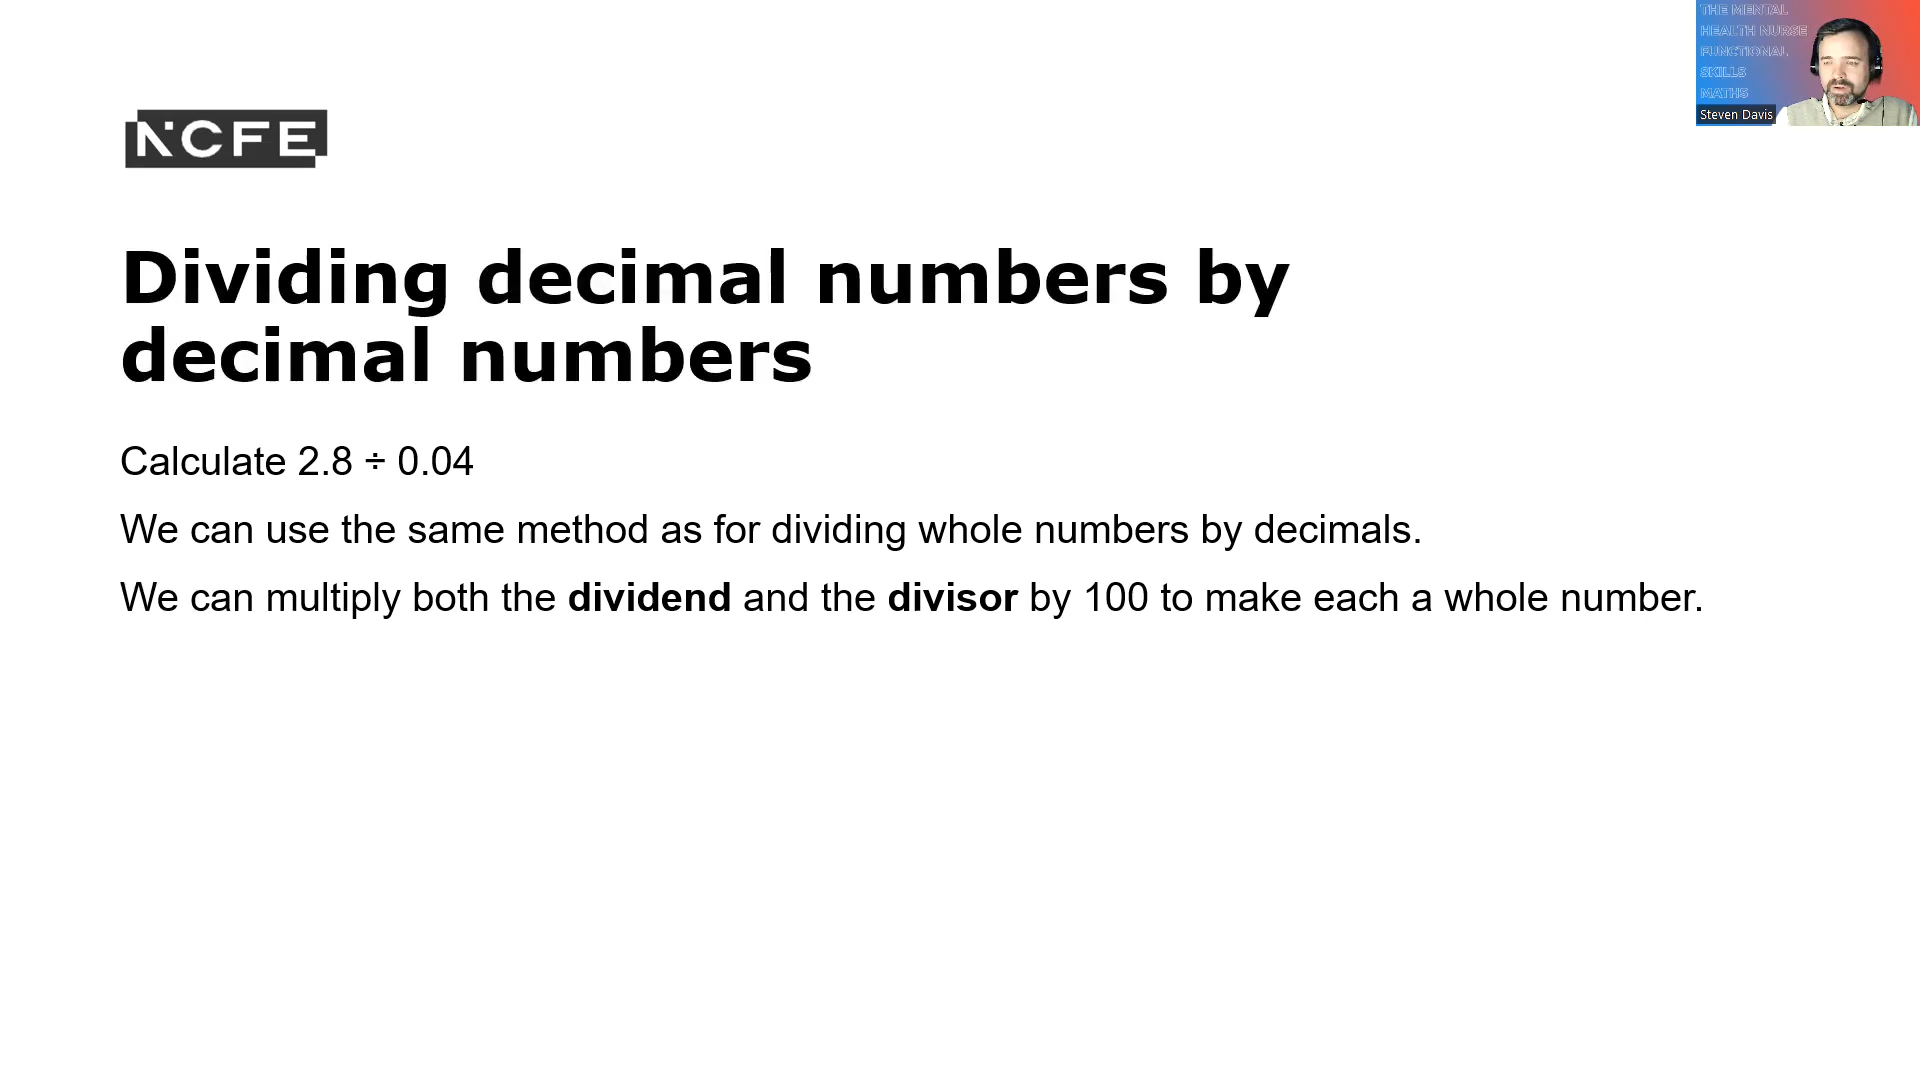 THE MENTAL
HEALTH NURSE
FUNCTIONAL
SKILLS
MATHS
Steven Davis
NCFE
Dividing decimal numbers by
decimal numbers
Calculate 2.8 ÷ 0.04
We can use the same method as for dividing whole numbers by decimals.
We can multiply both the dividend and the divisor by 100 to make each a whole number.